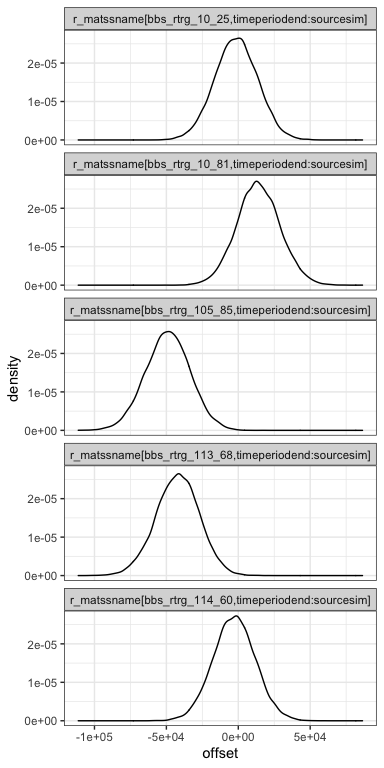 r_matssname[bbs_rtrg_10_25,timeperiodend:sourcesim]
2e-05
1e-05
0e+00
r_matssname[bbs_rtrg_10_81,timeperiodend:sourcesim]
2e-05
1e-05
0e+00
r_matssname[bbs_rtrg_105_85,timeperiodend:sourcesim]
2e-05
1e-05
0e+00
density
r_matssname[bbs_rtrg_113_68,timeperiodend:sourcesim]
2e-05
1e-05
0e+00
r_matssname[bbs_rtrg_114_60,timeperiodend:sourcesim]
2e-05
1e-05
0e+00
-1e+05 -5e+04 0e+00 5e+04
offset